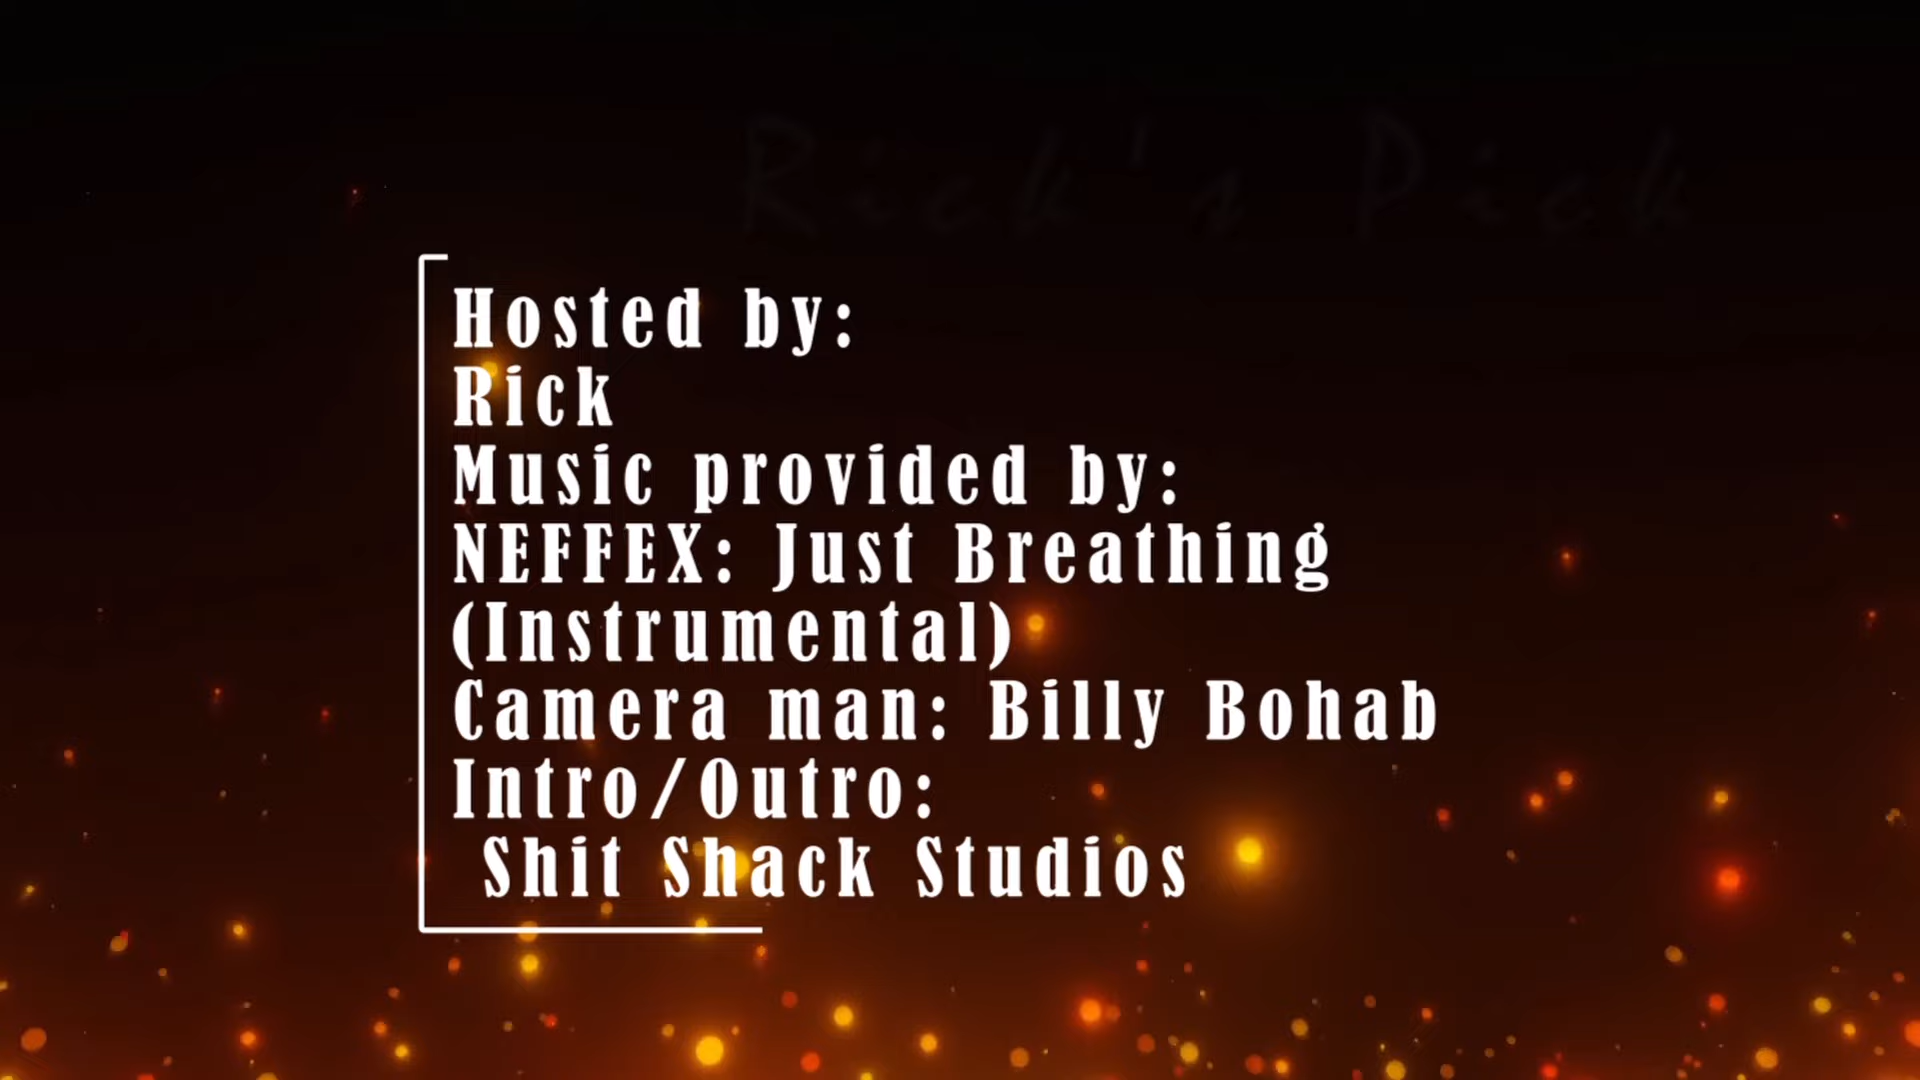 Rick's Pick
Hosted by:
Rick
Music provided by:
NEFFEX: Just Breathing
(Instrumental)
Camera man: Billy Bohab
Intro/Outro:
Shit Shack Studios